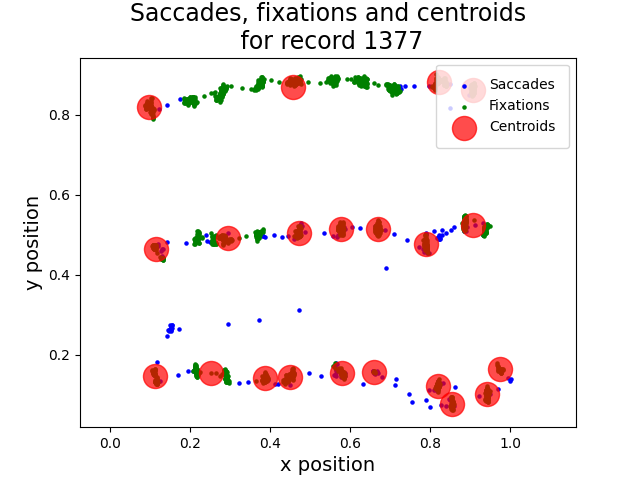 Saccades, fixations and centroids
for record 1377
Saccades
Fixations
Centroids
0.8
0.6
0.4
0.2
y position
0.0 0.2 0.4 0.6 0.8 1.0
x position